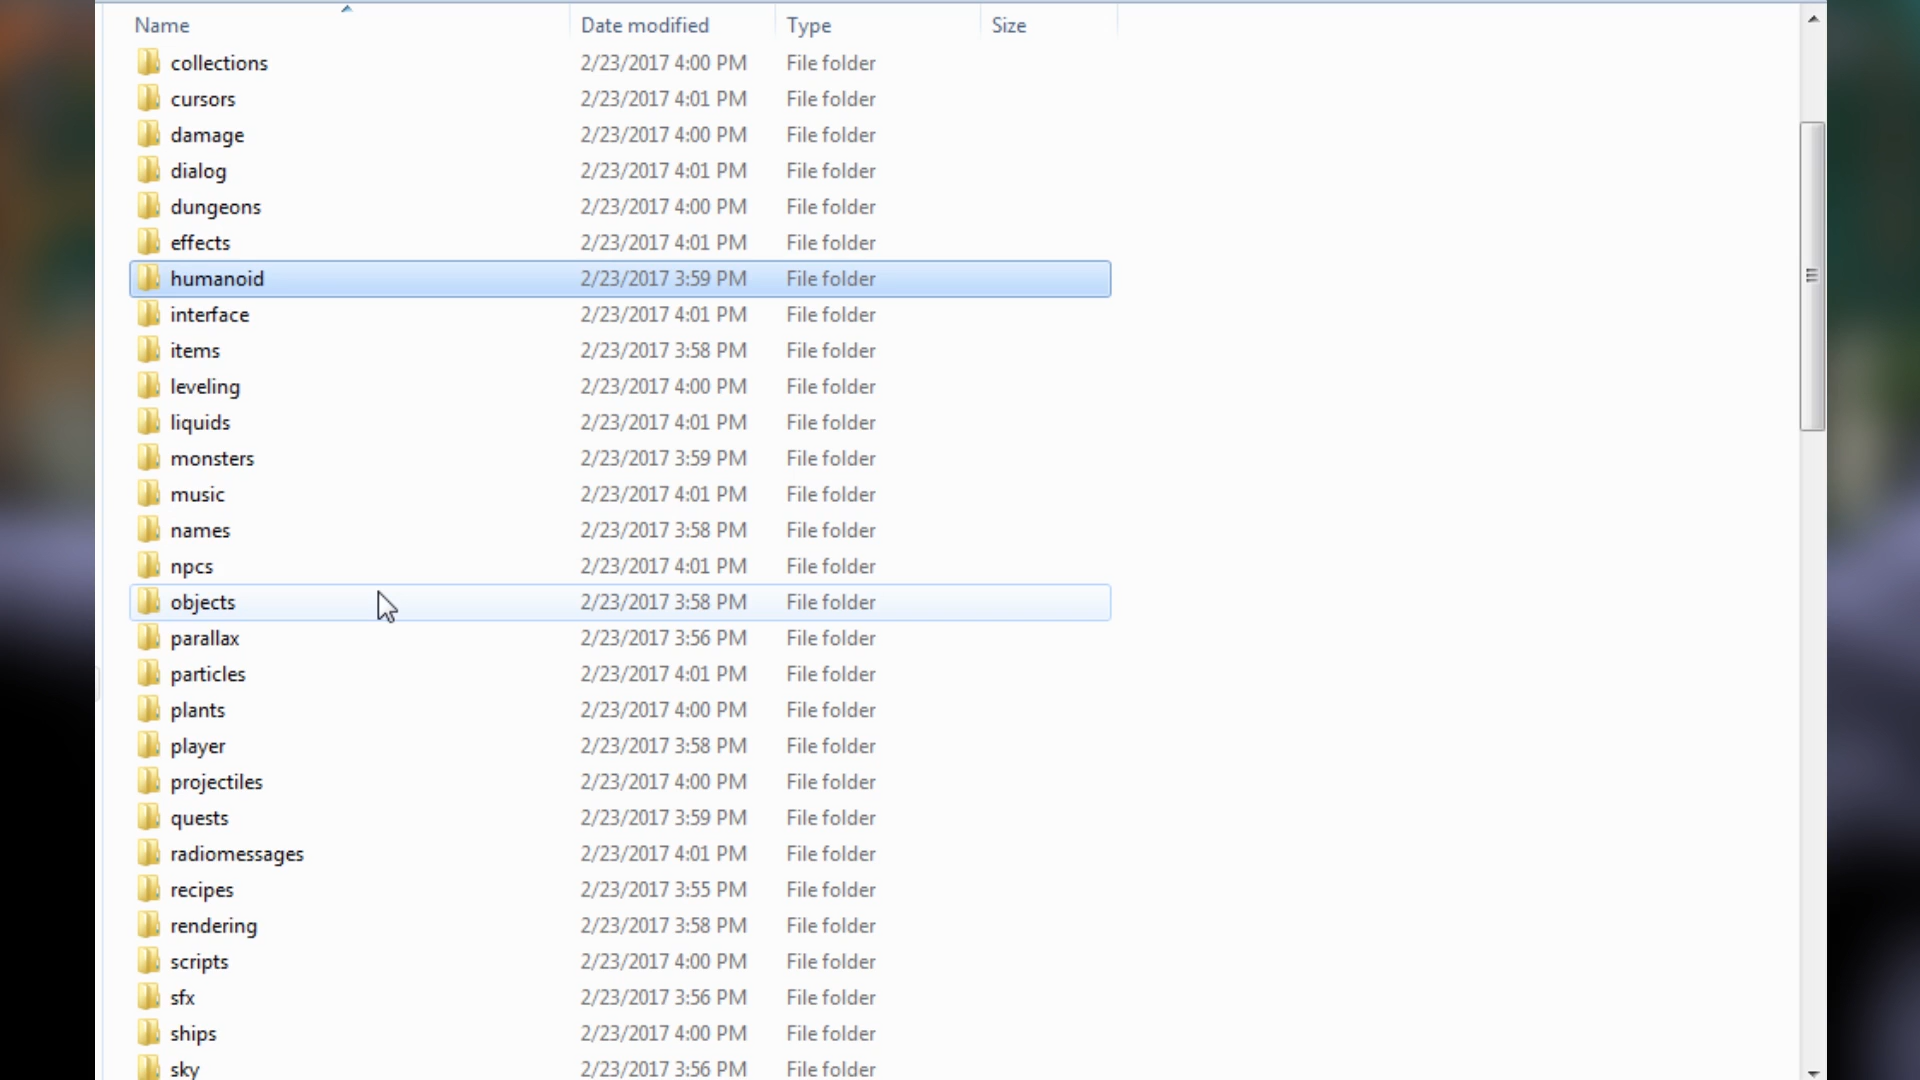 Name Date modified Type Size
collections 2/23/2017 4:00 PM File folder
cursors 2/23/2017 4:01 PM File folder
damage 2/23/2017 4:00 PM File folder
dialog 2/23/2017 4:01 PM File folder
dungeons 2/23/2017 4:00 PM File folder
effects 2/23/2017 4:01 PM File folder
humanoid 2/23/2017 3:59 PM File folder
interface 2/23/2017 4:01 PM File folder
items 2/23/2017 3:58 PM File folder
leveling 2/23/2017 4:00 PM File folder
liquids 2/23/2017 4:01 PM File folder
monsters 2/23/2017 3:59 PM File folder
music 2/23/2017 4:01 PM File folder
names 2/23/2017 3:58 PM File folder
npcs 2/23/2017 4:01 PM File folder
objects 2/23/2017 3:58 PM File folder
parallax 2/23/2017 3:56 PM File folder
particles 2/23/2017 4:01 PM File folder
plants 2/23/2017 4:00 PM File folder
player 2/23/2017 3:58 PM File folder
projectiles 2/23/2017 4:00 PM File folder
quests 2/23/2017 3:59 PM File folder
radiomessages 2/23/2017 4:01 PM File folder
recipes 2/23/2017 3:55 PM File folder
rendering 2/23/2017 3:58 PM File folder
scripts 2/23/2017 4:00 PM File folder
sfx 2/23/2017 3:56 PM File folder
ships 2/23/2017 4:00 PM File folder
sky 2/23/2017 3:56 PM File folder